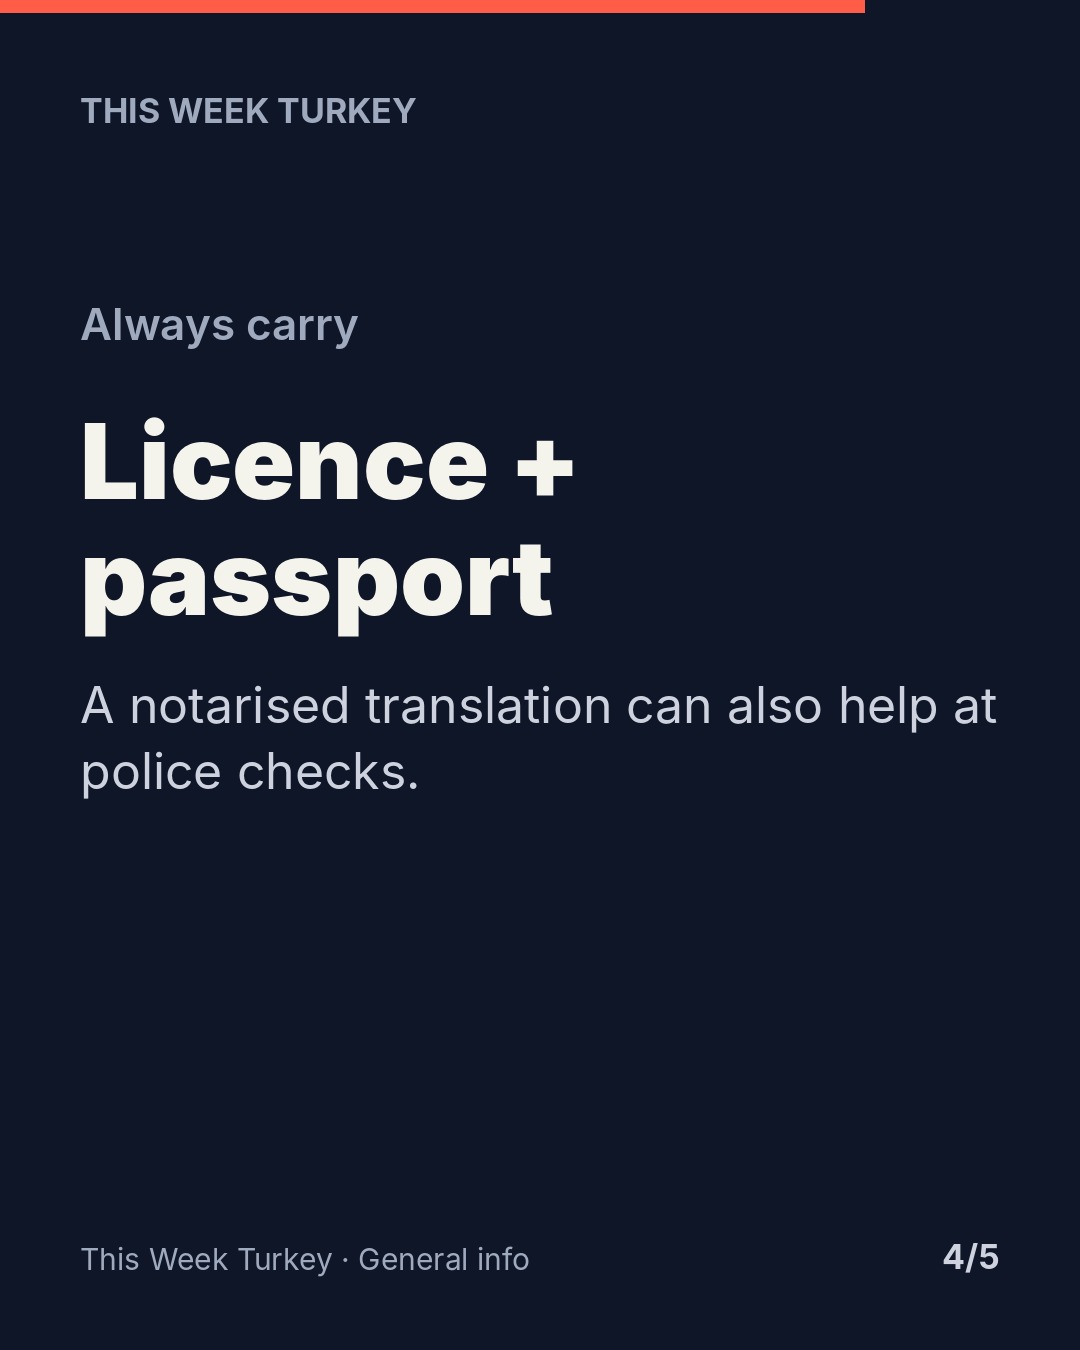 THIS WEEK TURKEY
Always carry
Licence +
passport
A notarised translation can also help at
police checks.
This Week Turkey · General info
4/5